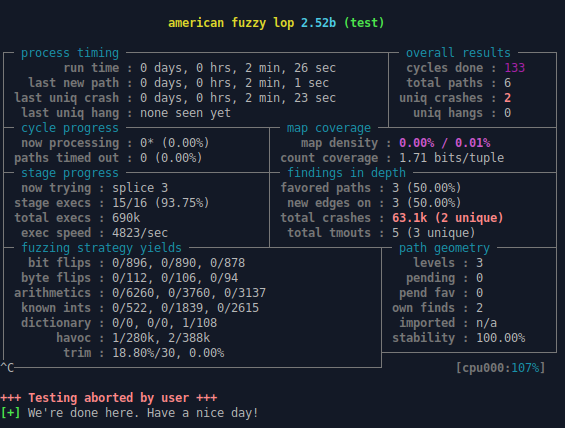 american fuzzy lop 2.52b (test)
process timing overall results
run time : 0 days, 0 hrs, 2 min, 26 sec cycles done : 133
last new path : 0 days, 0 hrs, 2 min, 1 sec total paths : 6
last uniq crash : 0 days, 0 hrs, 2 min, 23 sec uniq crashes : 2
last uniq hang : none seen yet uniq hangs : 0
cycle progress map coverage
now processing : 0* (0.00%) map density : 0.00% / 0.01%
paths timed out : 0 (0.00%) count coverage : 1.71 bits/tuple
stage progress findings in depth
now trying : splice 3 favored paths : 3 (50.00%)
stage execs : 15/16 (93.75%) new edges on : 3 (50.00%)
total execs : 690k total crashes : 63.1k (2 unique)
exec speed : 4823/sec total tmouts : 5 (3 unique)
fuzzing strategy yields path geometry
bit flips : 0/896, 0/890, 0/878 levels : 3
byte flips : 0/112, 0/106, 0/94 pending : 0
arithmetics : 0/6260, 0/3760, 0/3137 pend fav : 0
known ints : 0/522, 0/1839, 0/2615 own finds : 2
dictionary : 0/0, 0/0, 1/108 imported : n/a
havoc : 1/280k, 2/388k stability : 100.00%
trim : 18.80%/30, 0.00%
^C [cpu000:107%]
+++ Testing aborted by user +++
[+] We're done here. Have a nice day!